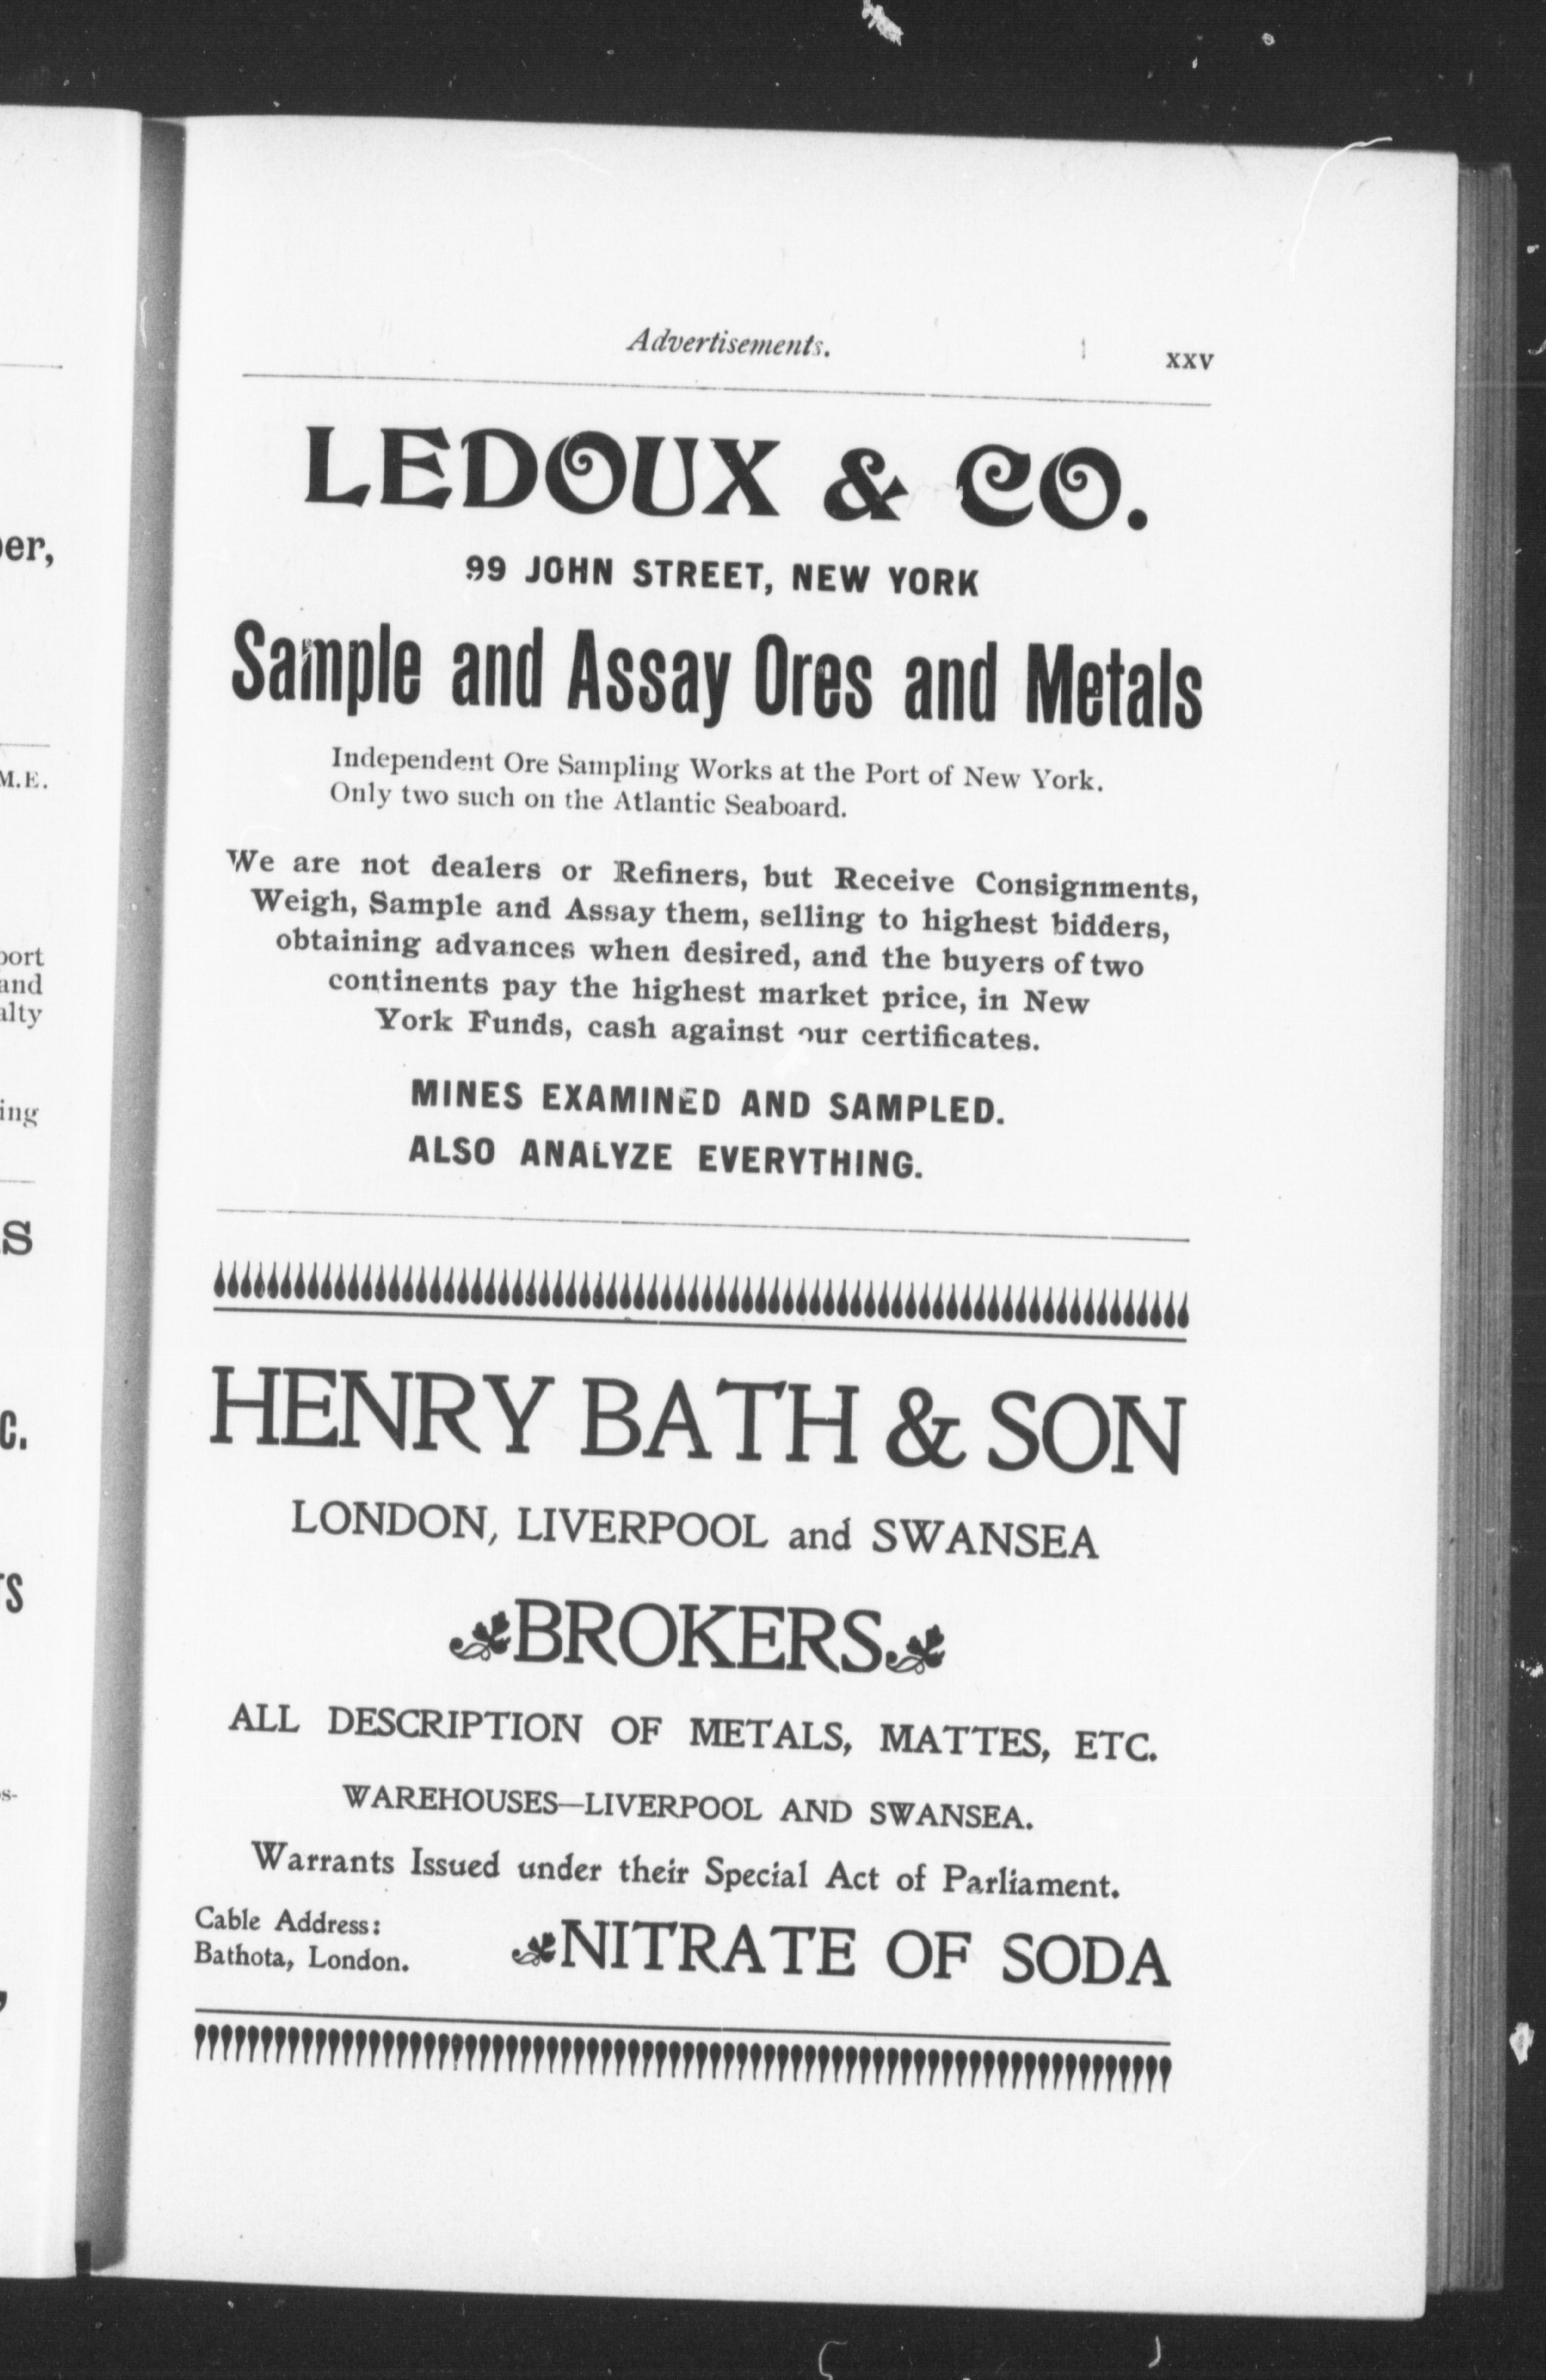 Advertisements. xxv
LEDOUX & CO.
99 JOHN STREET, NEW YORK
Sample and Assay Ores and Metals
Independent Ore Sampling Works at the Port of New York.
Only two such on the Atlantic Seaboard.
We are not dealers or Refiners, but Receive Consignments,
Weigh, Sample and Assay them, selling to highest bidders,
obtaining advances when desired, and the buyers of two
continents pay the highest market price, in New
York Funds, cash against our certificates.
MINES EXAMINED AND SAMPLED.
ALSO ANALYZE EVERYTHING.
HENRY BATH & SON
LONDON, LIVERPOOL and SWANSEA
BROKERS
ALL DESCRIPTION OF METALS, MATTES, ETC.
WAREHOUSES—LIVERPOOL AND SWANSEA.
Warrants Issued under their Special Act of Parliament.
Cable Address:
Bathota, London.
NITRATE OF SODA